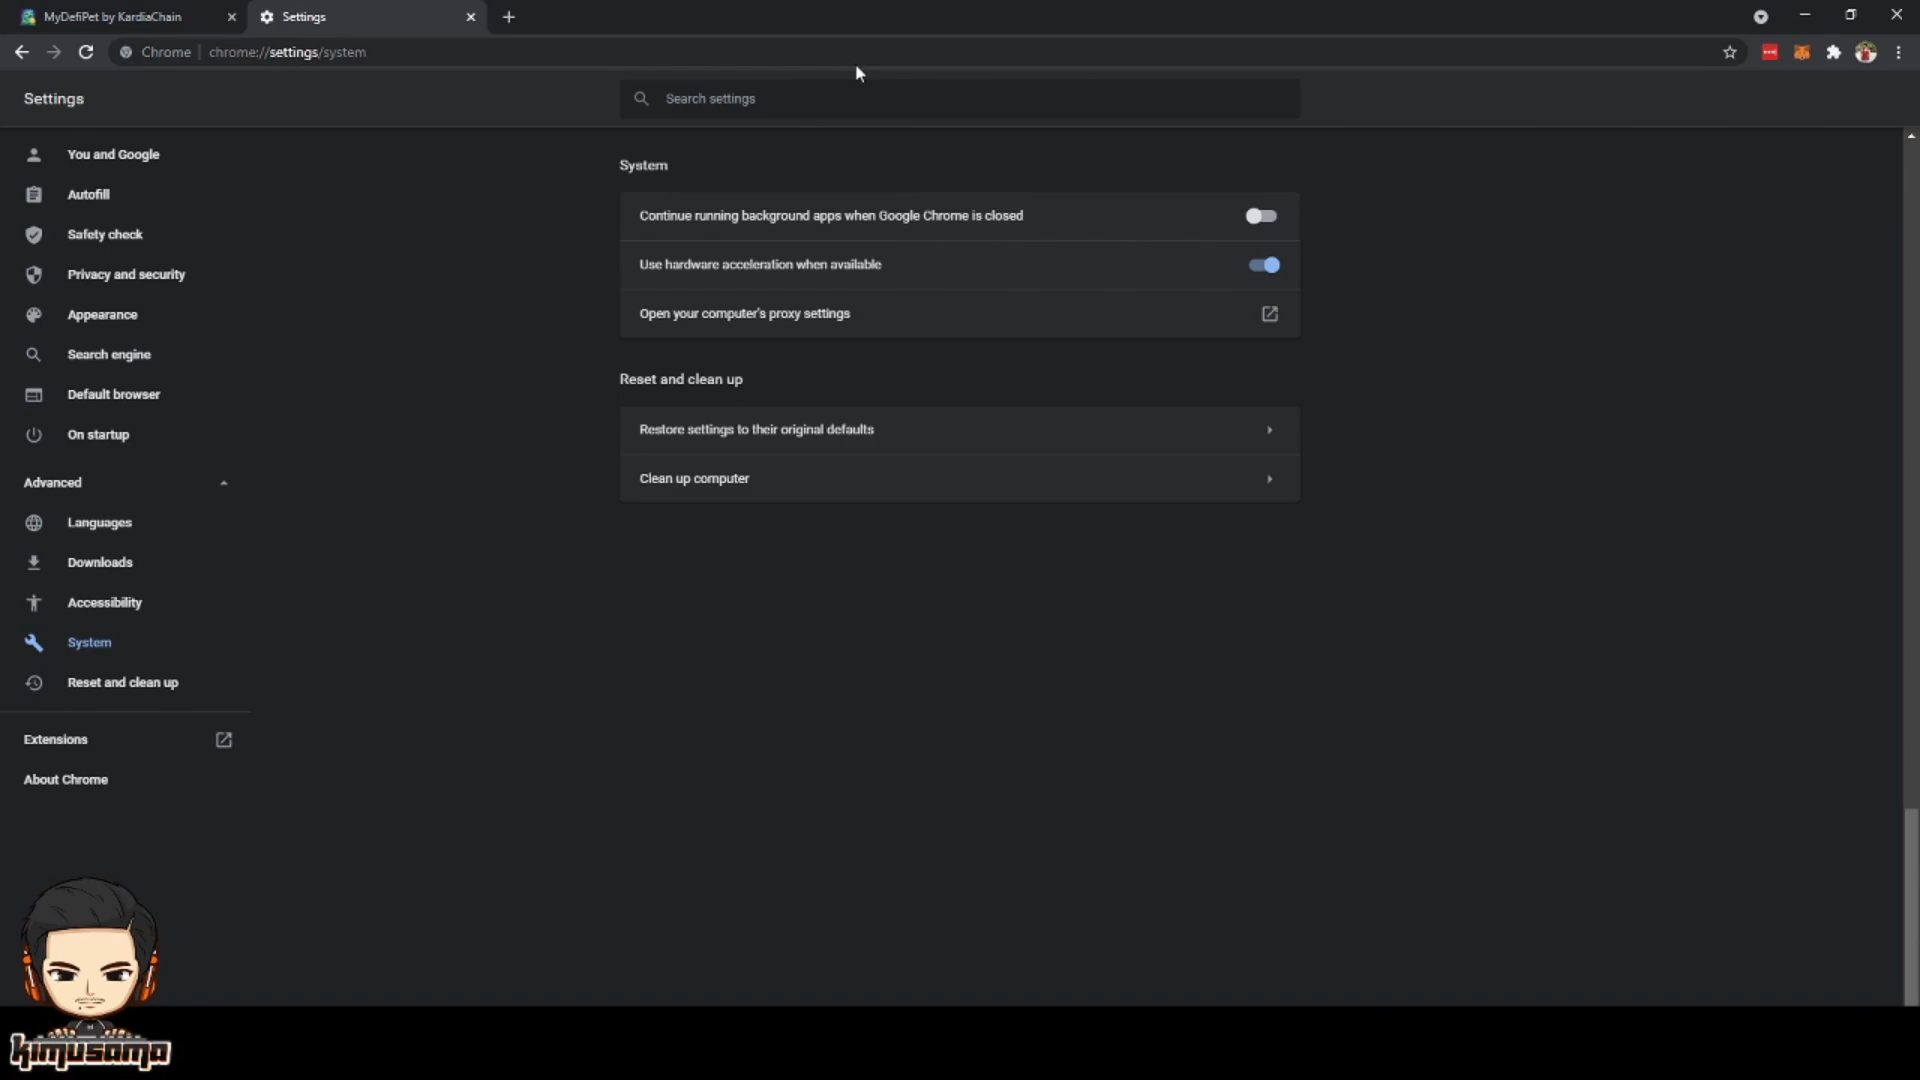 MyDefiPet by KardiaChain
Settings
Chrome
chrome://settings/system
Settings
Search settings
You and Google
Autofill
Safety check
Privacy and security
Appearance
Search engine
Default browser
On startup
Advanced
Languages
Downloads
Accessibility
System
Reset and clean up
Extensions
About Chrome
System
Continue running background apps when Google Chrome is closed
Use hardware acceleration when available
Open your computer's proxy settings
Reset and clean up
Restore settings to their original defaults
Clean up computer
kimusama